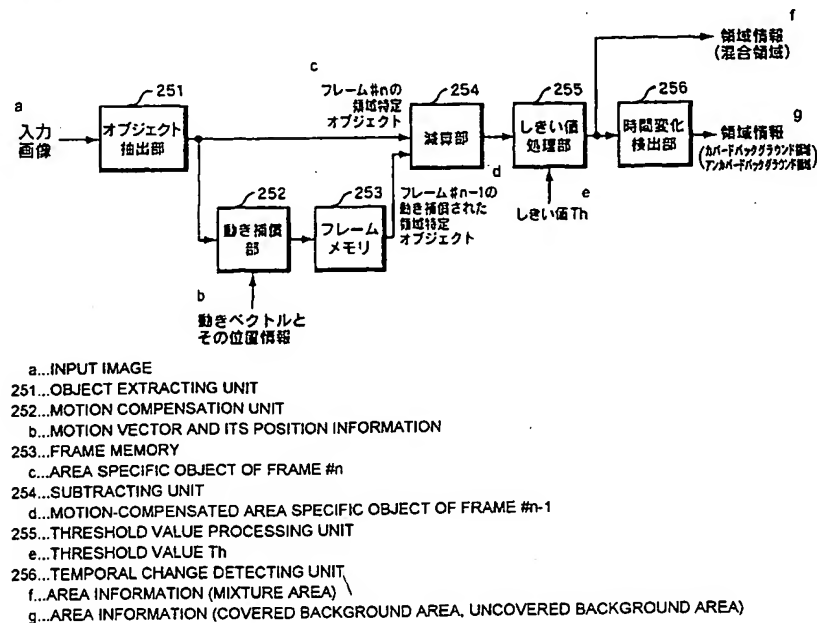 f
領域情報
(混合領域)
c
フレーム#nの
領域特定
オブジェクト
254
255
256
g
a
251
入力
画像
オブジェクト
抽出部
減算部
しきい値
処理部
時間変化
検出部
領域情報
(カバードバックグラウンド領域
アンカバードバックグラウンド領域)
d
252
253
フレーム#n-1の
動き補償された
領域特定
オブジェクト
e
しきい値Th
動き補償
部
フレーム
メモリ
b
動きベクトルと
その位置情報
a...INPUT IMAGE
251...OBJECT EXTRACTING UNIT
252...MOTION COMPENSATION UNIT
b...MOTION VECTOR AND ITS POSITION INFORMATION
253...FRAME MEMORY
c...AREA SPECIFIC OBJECT OF FRAME #n
254...SUBTRACTING UNIT
d...MOTION-COMPENSATED AREA SPECIFIC OBJECT OF FRAME #n-1
255...THRESHOLD VALUE PROCESSING UNIT
e...THRESHOLD VALUE Th
256...TEMPORAL CHANGE DETECTING UNIT
f...AREA INFORMATION (MIXTURE AREA)
g...AREA INFORMATION (COVERED BACKGROUND AREA, UNCOVERED BACKGROUND AREA)